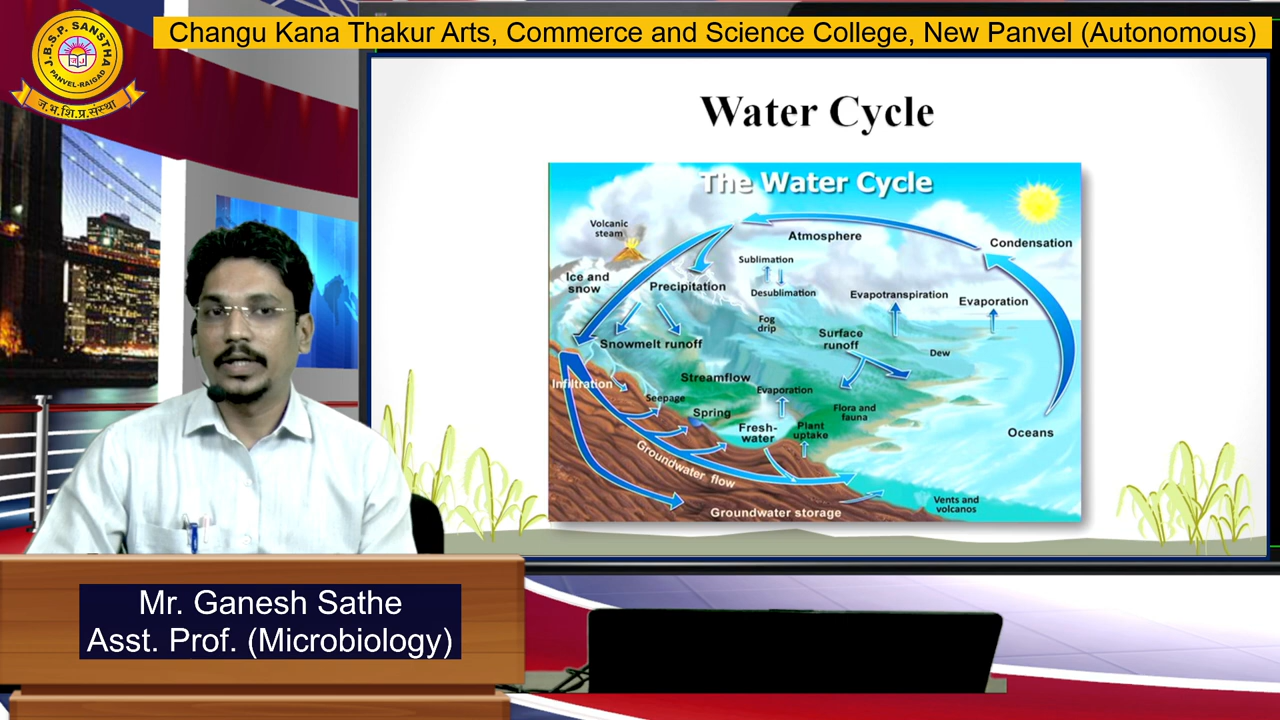 J.B.S.P. SANSTHA
PANVEL-RAIGAD
ज.भ.शि.प्र.संस्था
Changu Kana Thakur Arts, Commerce and Science College, New Panvel (Autonomous)
Water Cycle
The Water Cycle
Volcanic
steam
Atmosphere
Condensation
Sublimation
Ice and
snow
Precipitation
Desublimation
Evapotranspiration
Evaporation
Fog
drip
Surface
runoff
Snowmelt runoff
Dew
Infiltration
Streamflow
Evaporation
Seepage
Spring
Flora and
fauna
Fresh-
water
Plant
uptake
Oceans
Groundwater flow
Vents and
volcanos
Groundwater storage
Mr. Ganesh Sathe
Asst. Prof. (Microbiology)